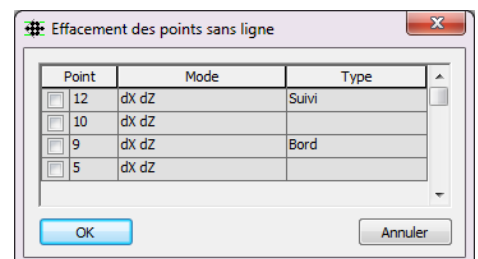 Effacement des points sans ligne
Point Mode Type
12 dX dZ Suivi
10 dX dZ
9 dX dZ Bord
5 dX dZ
OK Annuler